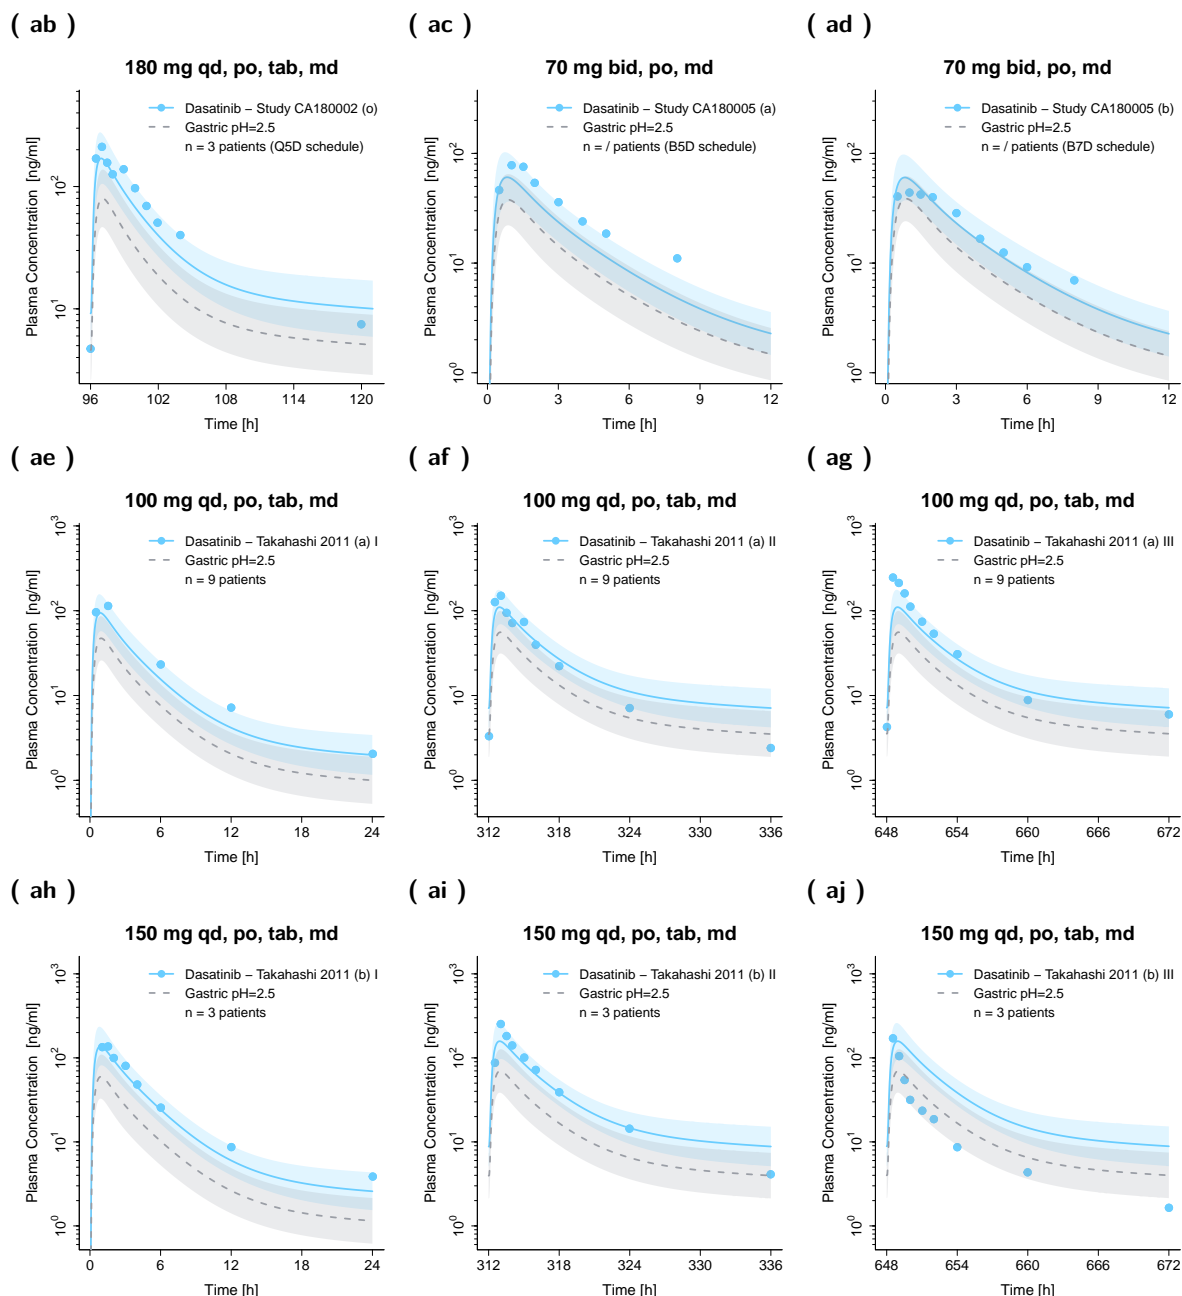 ( ab )
180 mg qd, po, tab, md
Dasatinib − Study CA180002 (o)
Gastric pH=2.5
n = 3 patients (Q5D schedule)
Plasma Concentration [ng/ml]
10^2
10^1
96 102 108 114 120
Time [h]
( ac )
70 mg bid, po, md
Dasatinib − Study CA180005 (a)
Gastric pH=2.5
n = / patients (B5D schedule)
Plasma Concentration [ng/ml]
10^2
10^1
10^0
0 3 6 9 12
Time [h]
( ad )
70 mg bid, po, md
Dasatinib − Study CA180005 (b)
Gastric pH=2.5
n = / patients (B7D schedule)
Plasma Concentration [ng/ml]
10^2
10^1
10^0
0 3 6 9 12
Time [h]
( ae )
100 mg qd, po, tab, md
Dasatinib − Takahashi 2011 (a) I
Gastric pH=2.5
n = 9 patients
Plasma Concentration [ng/ml]
10^3
10^2
10^1
10^0
0 6 12 18 24
Time [h]
( af )
100 mg qd, po, tab, md
Dasatinib − Takahashi 2011 (a) II
Gastric pH=2.5
n = 9 patients
Plasma Concentration [ng/ml]
10^3
10^2
10^1
10^0
312 318 324 330 336
Time [h]
( ag )
100 mg qd, po, tab, md
Dasatinib − Takahashi 2011 (a) III
Gastric pH=2.5
n = 9 patients
Plasma Concentration [ng/ml]
10^3
10^2
10^1
10^0
648 654 660 666 672
Time [h]
( ah )
150 mg qd, po, tab, md
Dasatinib − Takahashi 2011 (b) I
Gastric pH=2.5
n = 3 patients
Plasma Concentration [ng/ml]
10^3
10^2
10^1
10^0
0 6 12 18 24
Time [h]
( ai )
150 mg qd, po, tab, md
Dasatinib − Takahashi 2011 (b) II
Gastric pH=2.5
n = 3 patients
Plasma Concentration [ng/ml]
10^3
10^2
10^1
10^0
312 318 324 330 336
Time [h]
( aj )
150 mg qd, po, tab, md
Dasatinib − Takahashi 2011 (b) III
Gastric pH=2.5
n = 3 patients
Plasma Concentration [ng/ml]
10^3
10^2
10^1
10^0
648 654 660 666 672
Time [h]